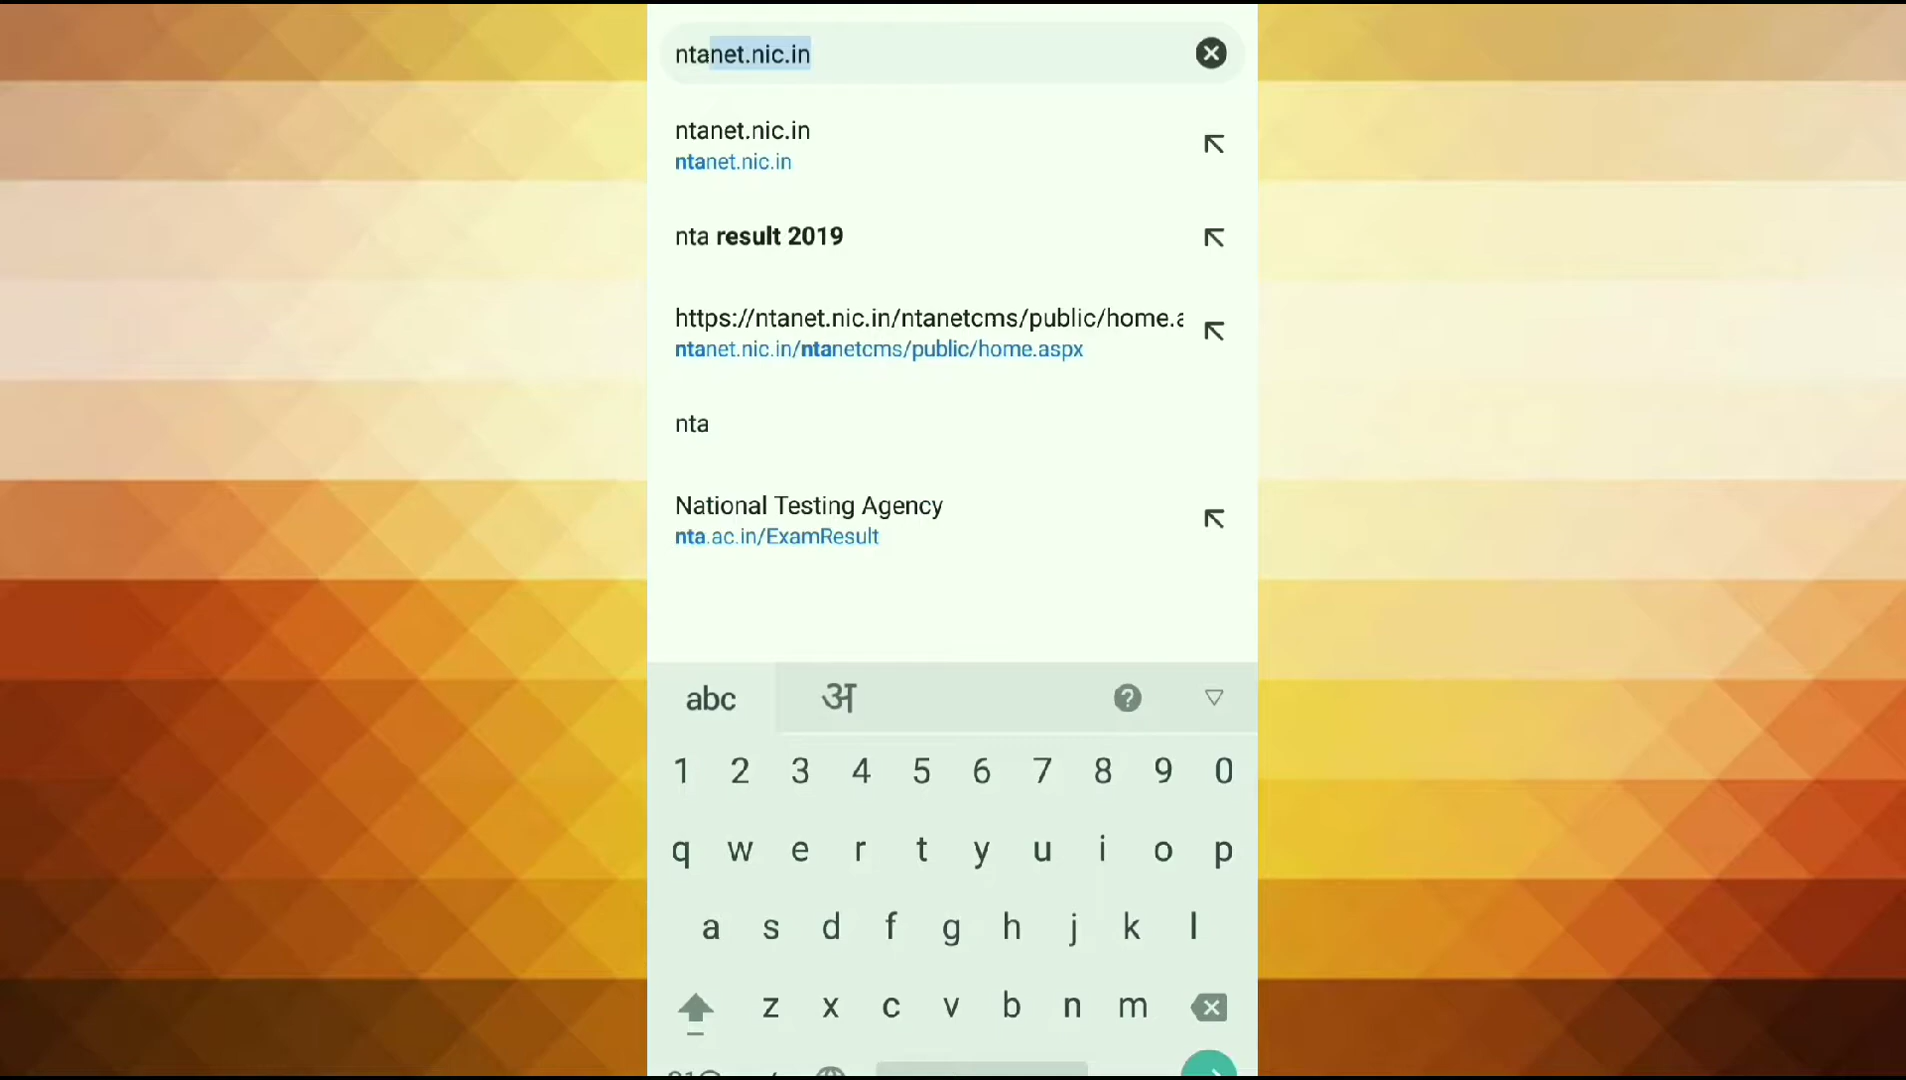 ntanet.nic.in
ntanet.nic.in
ntanet.nic.in
nta result 2019
https://ntanet.nic.in/ntanetcms/public/home.a
ntanet.nic.in/ntanetcms/public/home.aspx
nta
National Testing Agency
nta.ac.in/ExamResult
abc अ ?
1 2 3 4 5 6 7 8 9 0
q w e r t y u i o p
a s d f g h j k l
z x c v b n m